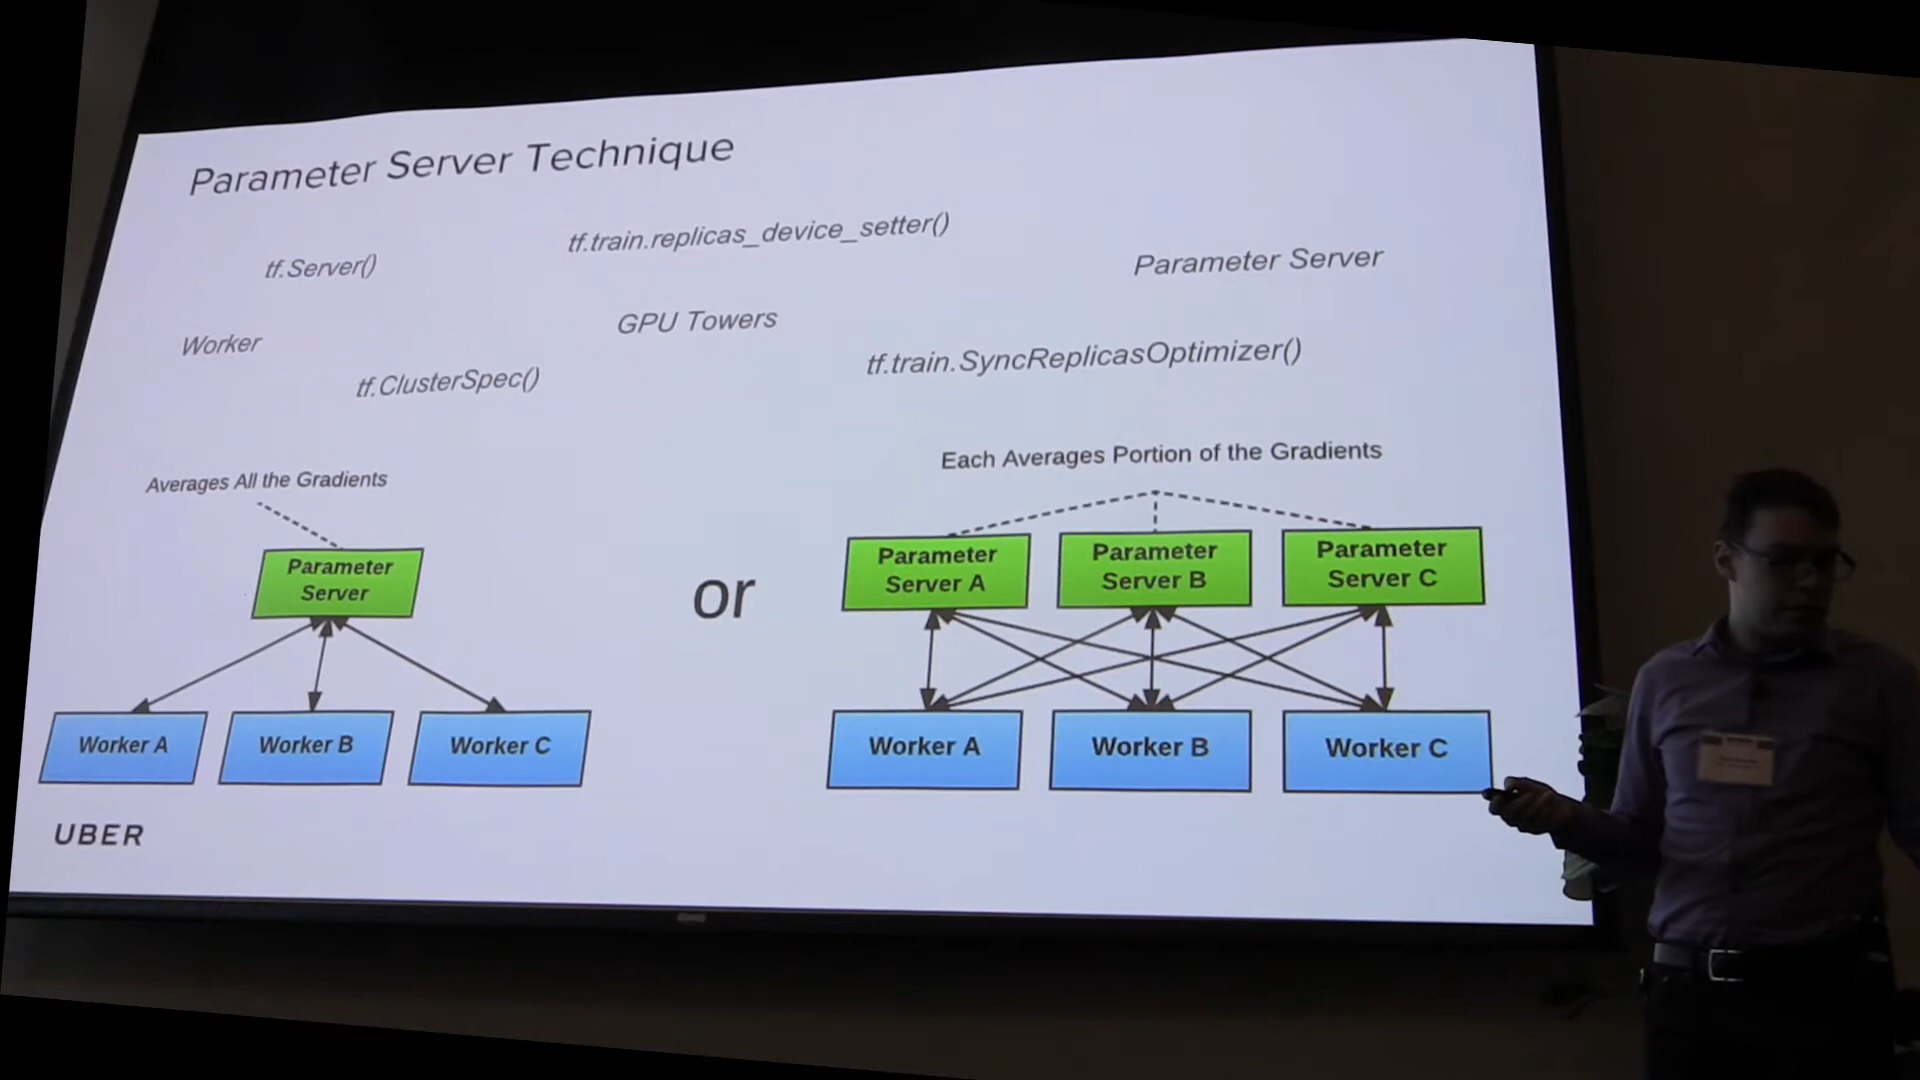 Parameter Server Technique
tf.train.replicas_device_setter()
tf.Server()
Parameter Server
GPU Towers
Worker
tf.train.SyncReplicasOptimizer()
tf.ClusterSpec()
Each Averages Portion of the Gradients
Averages All the Gradients
Parameter
Server
or
Parameter
Server A
Parameter
Server B
Parameter
Server C
Worker A
Worker B
Worker C
Worker A
Worker B
Worker C
UBER